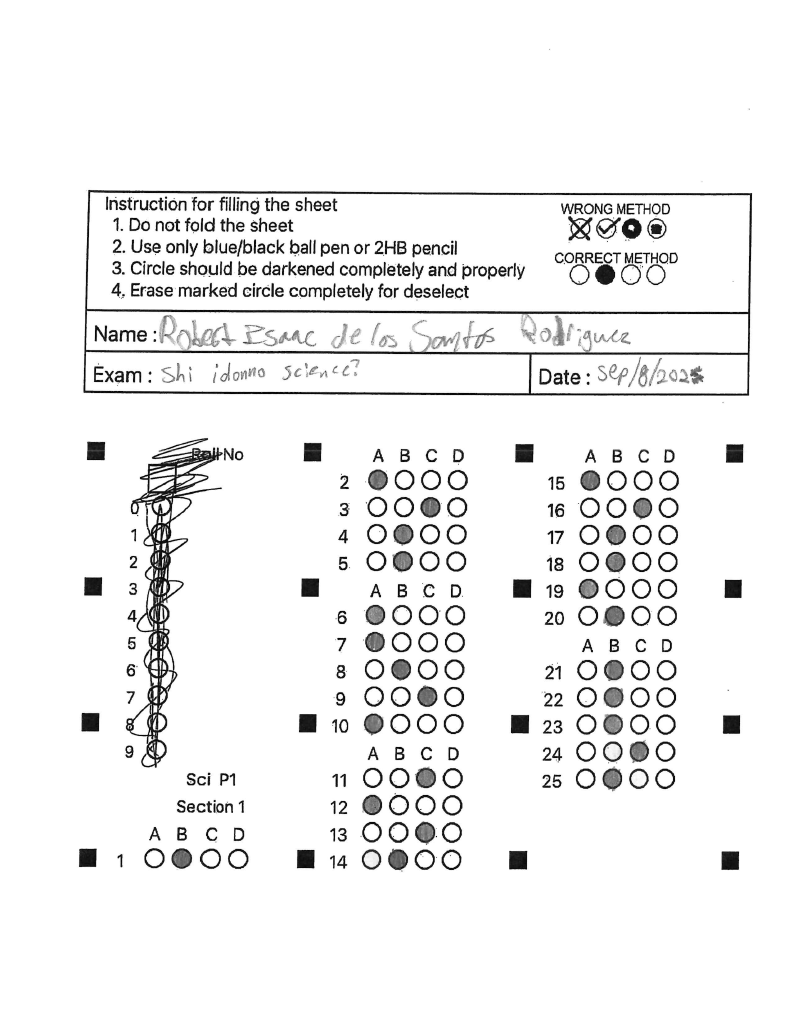 Instruction for filling the sheet
1. Do not fold the sheet
2. Use only blue/black ball pen or 2HB pencil
3. Circle should be darkened completely and properly
4. Erase marked circle completely for deselect
WRONG METHOD
CORRECT METHOD
Name : Robert Isaac de los Santos Rodriguez
Exam : Shi idonno science?
Date : Sep/8/2025
Roll No
0
1
2
3
4
5
6
7
8
9
Sci P1
Section 1
A B C D
1
A B C D
2
3
4
5
A B C D
6
7
8
9
10
A B C D
11
12
13
14
A B C D
15
16
17
18
19
20
A B C D
21
22
23
24
25